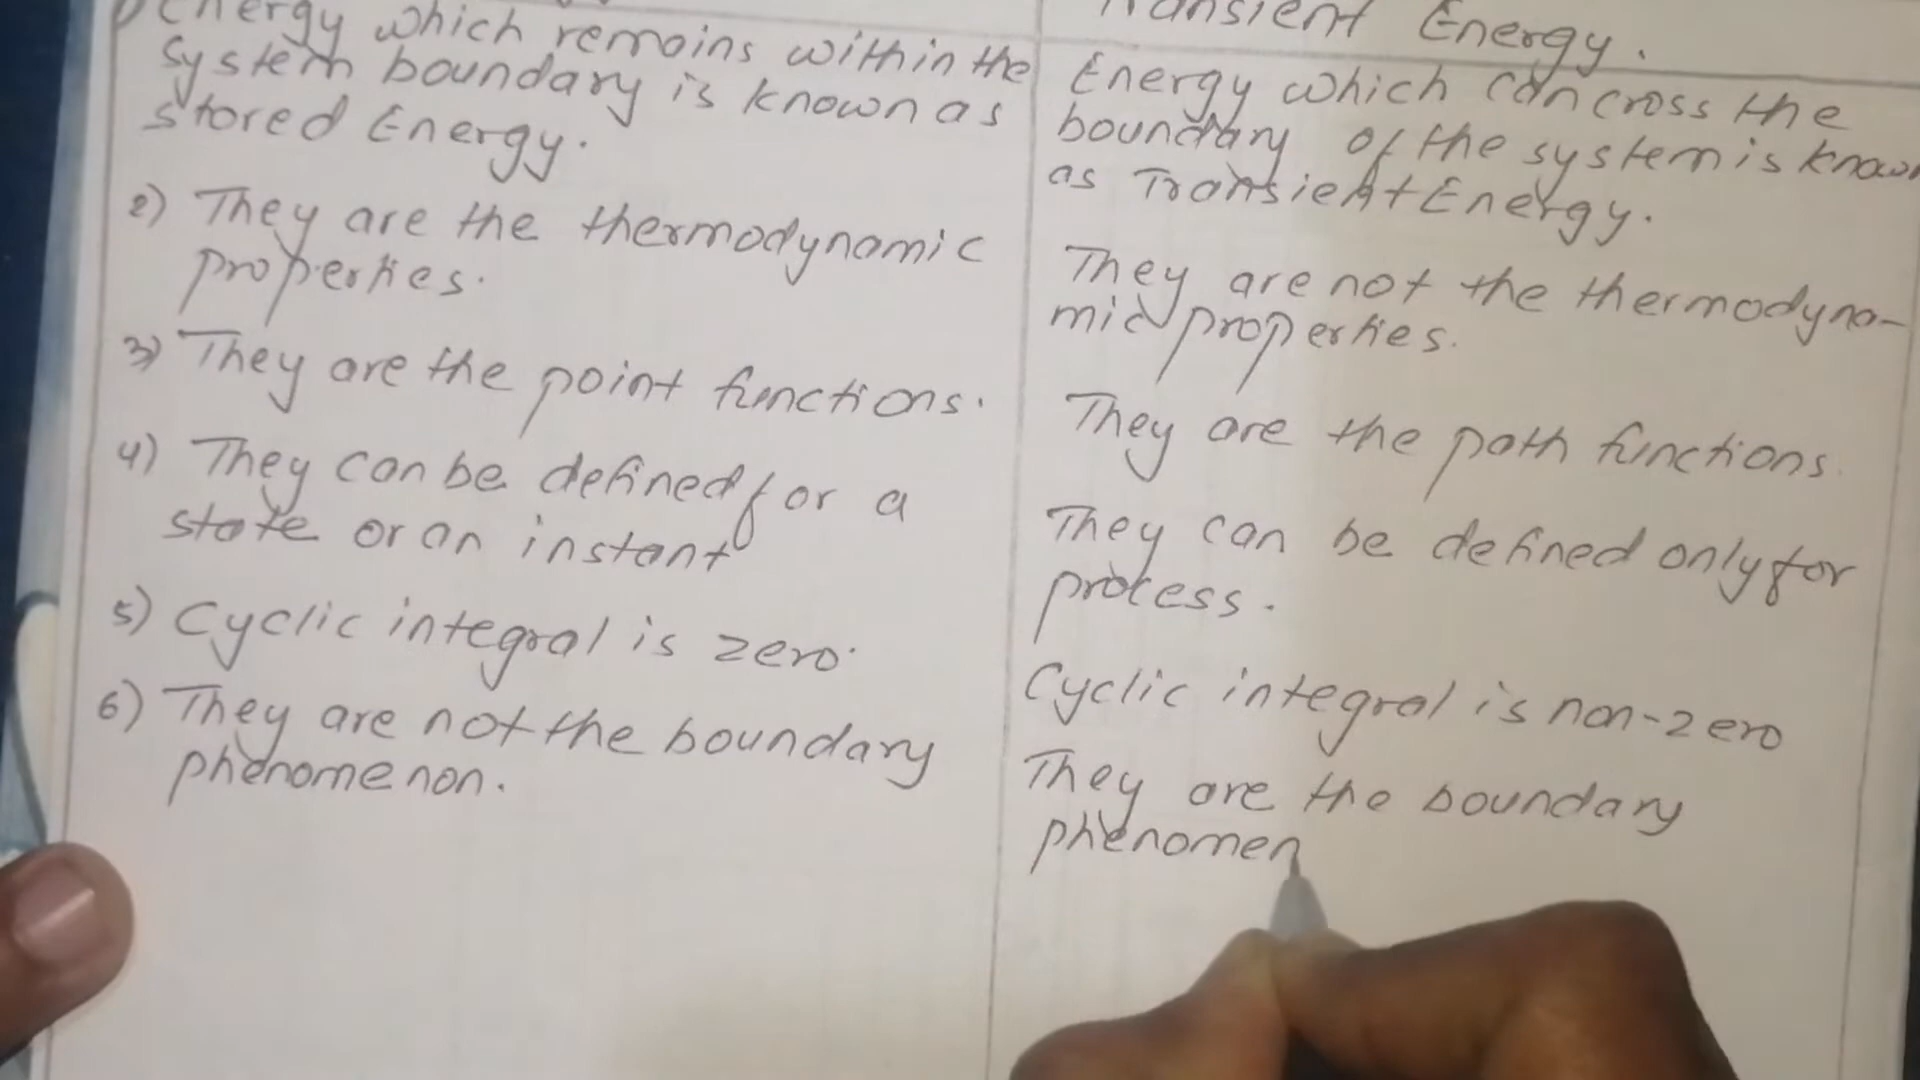 Energy which remains within the
system boundary is known as
stored Energy.
2) They are the thermodynamic
properties.
3) They are the point functions.
4) They can be defined for a
state or an instant
5) Cyclic integral is zero.
6) They are not the boundary
phenomenon.
Transient Energy.
Energy which can cross the
boundary of the system is known
as Transient Energy.
They are not the thermodyna-
mic properties.
They are the path functions.
They can be defined only for
process.
Cyclic integral is non-zero
They are the boundary
phenomen